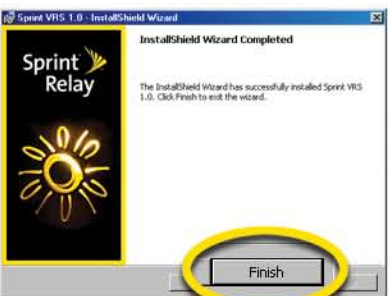 Sprint VRS 1.0 - InstallShield Wizard
InstallShield Wizard Completed
Sprint
Relay
The InstallShield Wizard has successfully installed Sprint VRS
1.0. Click Finish to exit the wizard.
Finish